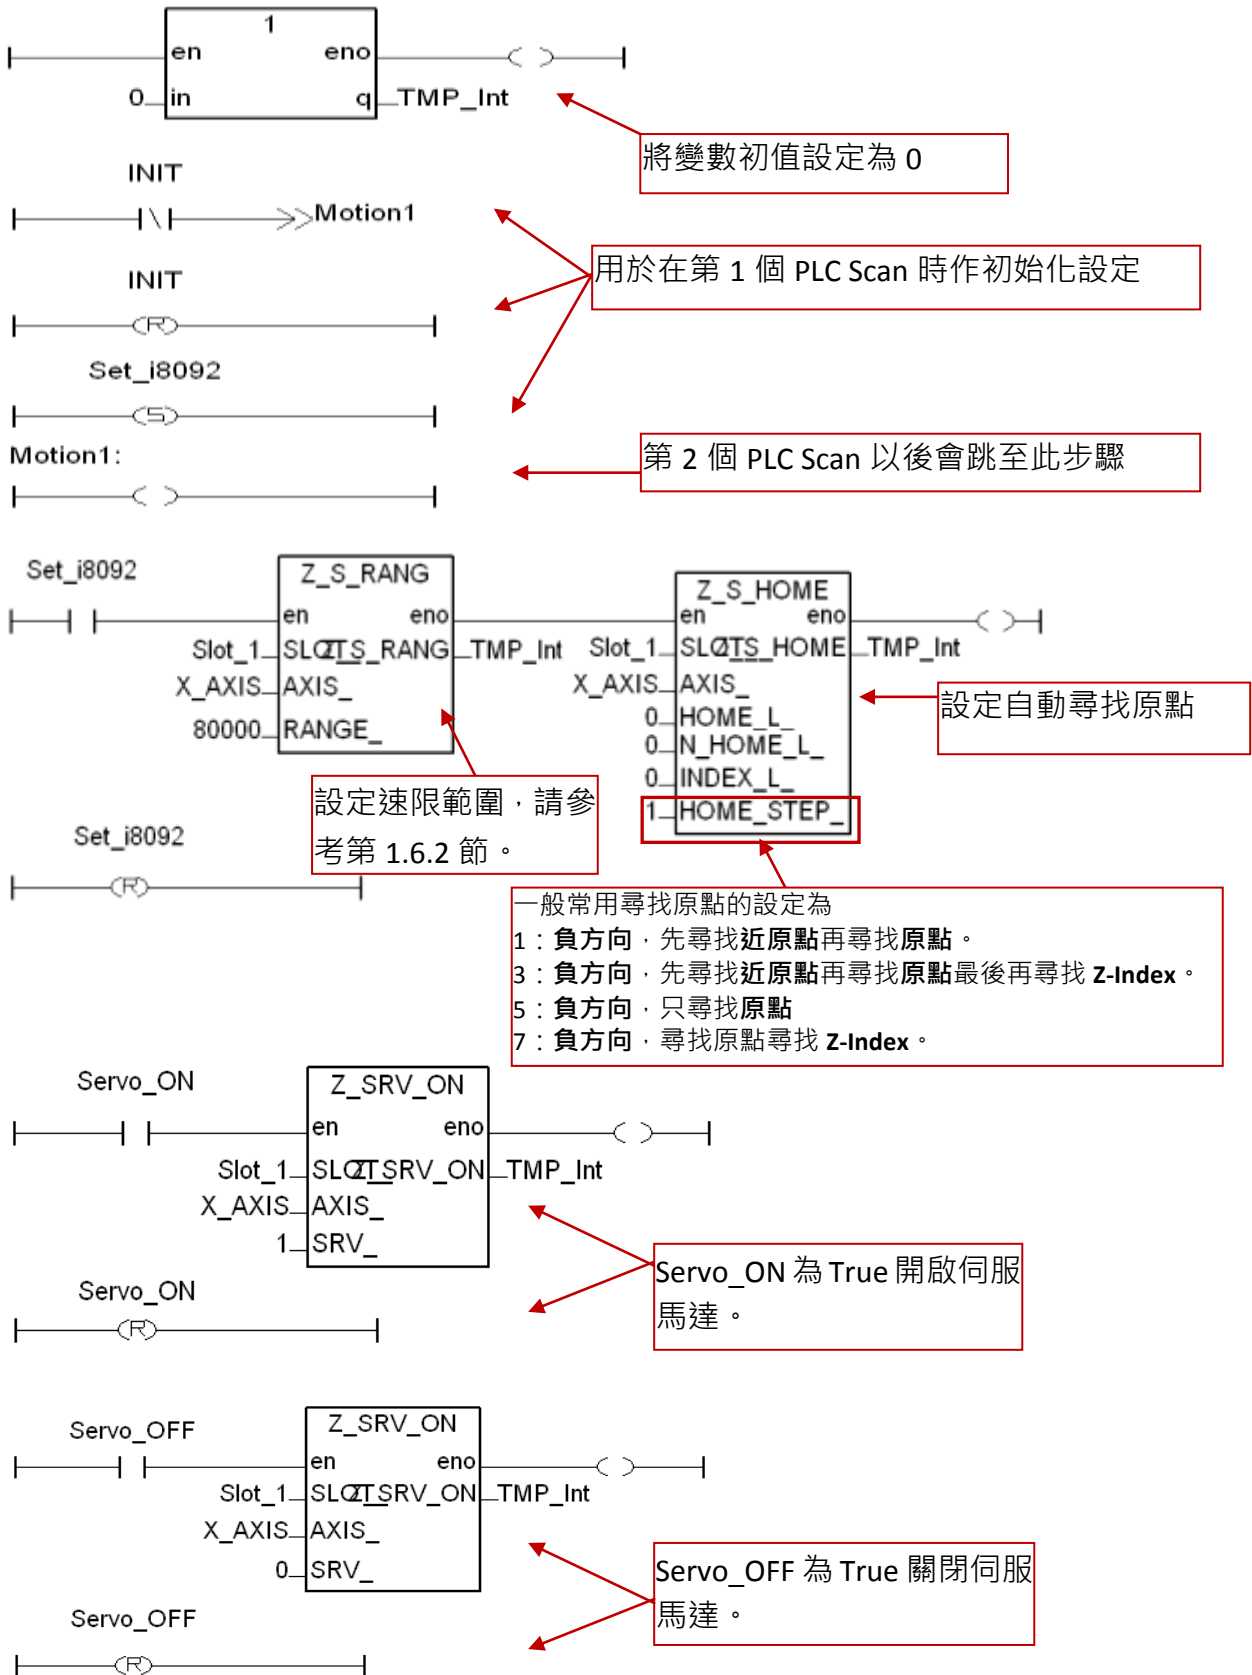 1
en eno
0 in q TMP_Int
將變數初值設定為 0
INIT
Motion1
用於在第 1 個 PLC Scan 時作初始化設定
INIT
R
Set_i8092
S
Motion1:
第 2 個 PLC Scan 以後會跳至此步驟
Set_i8092
Z_S_RANG
en eno
Slot_1 SLOT_ Z_S_RANG TMP_Int
X_AXIS AXIS_
80000 RANGE_
Z_S_HOME
en eno
Slot_1 SLOT_ Z_S_HOME TMP_Int
X_AXIS AXIS_
0 HOME_L_
0 N_HOME_L_
0 INDEX_L_
1 HOME_STEP_
設定自動尋找原點
設定速限範圍，請參
考第 1.6.2 節。
Set_i8092
R
一般常用尋找原點的設定為
1：負方向，先尋找近原點再尋找原點。
3：負方向，先尋找近原點再尋找原點最後再尋找 Z-Index。
5：負方向，只尋找原點
7：負方向，尋找原點尋找 Z-Index。
Servo_ON
Z_SRV_ON
en eno
Slot_1 SLOT_ Z_SRV_ON TMP_Int
X_AXIS AXIS_
1 SRV_
Servo_ON 為 True 開啟伺服
馬達。
Servo_ON
R
Servo_OFF
Z_SRV_ON
en eno
Slot_1 SLOT_ Z_SRV_ON TMP_Int
X_AXIS AXIS_
0 SRV_
Servo_OFF 為 True 關閉伺服
馬達。
Servo_OFF
R